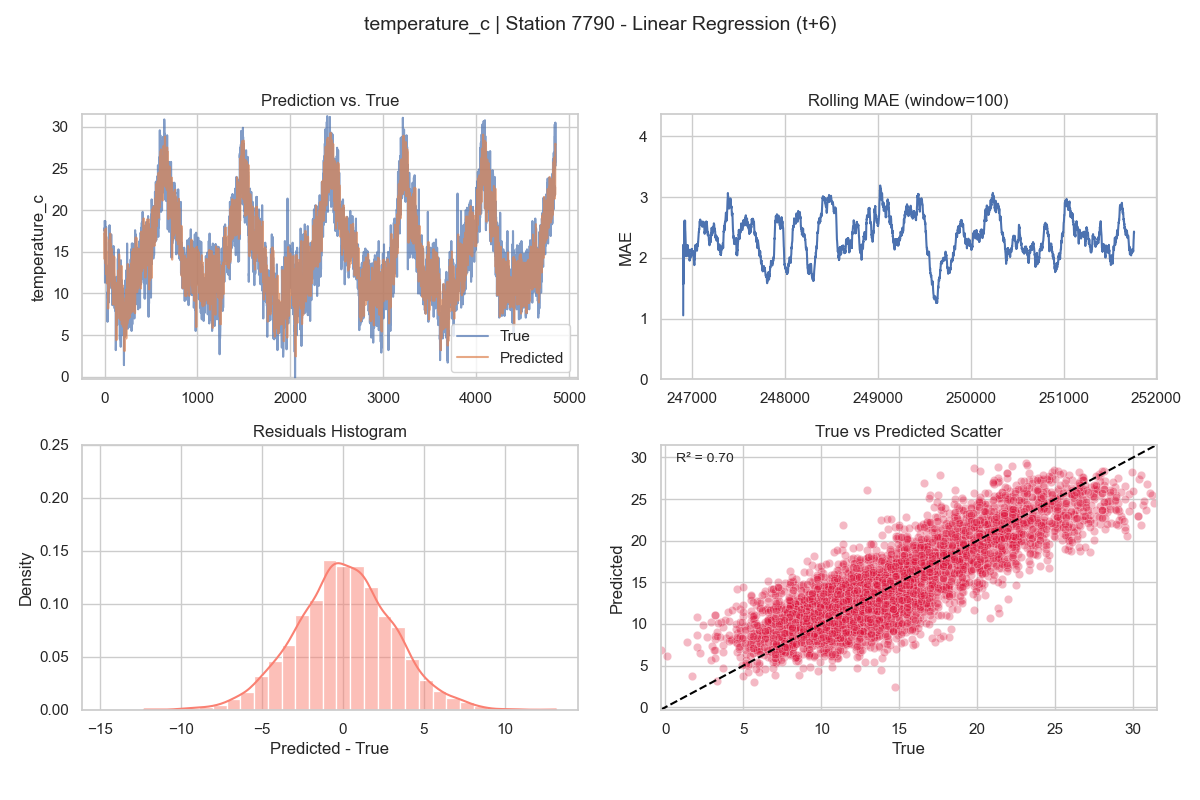 temperature_c | Station 7790 - Linear Regression (t+6)
Prediction vs. True
30
25
20
15
10
5
0
temperature_c
0 1000 2000 3000 4000 5000
True
Predicted
Rolling MAE (window=100)
4
3
2
1
0
MAE
247000 248000 249000 250000 251000 252000
Residuals Histogram
0.25
0.20
0.15
0.10
0.05
0.00
Density
−15 −10 −5 0 5 10
Predicted - True
True vs Predicted Scatter
R² = 0.70
30
25
20
15
10
5
0
Predicted
0 5 10 15 20 25 30
True